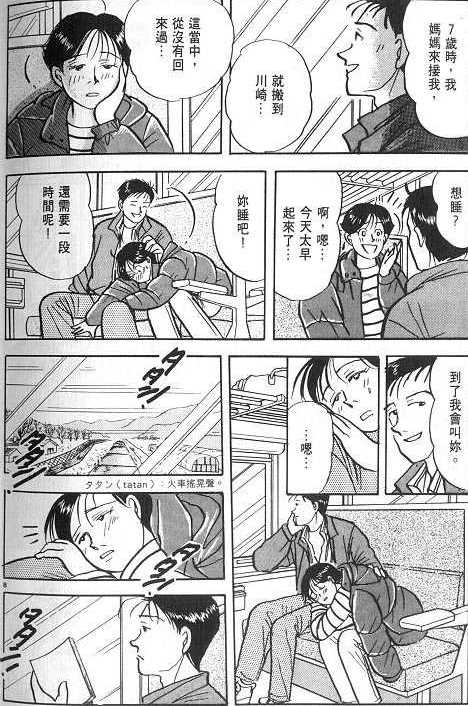 7歲時，我
媽媽來接我，
就搬到
川崎…
這當中，
從沒有回
來過…
想睡？
啊，嗯…
今天太早
起來了…
妳睡吧！
還需要一段
時間呢！
到了我會叫妳。
…嗯…
タタン
タタン（tatan）：火車搖晃聲。
タタン
タタン
8